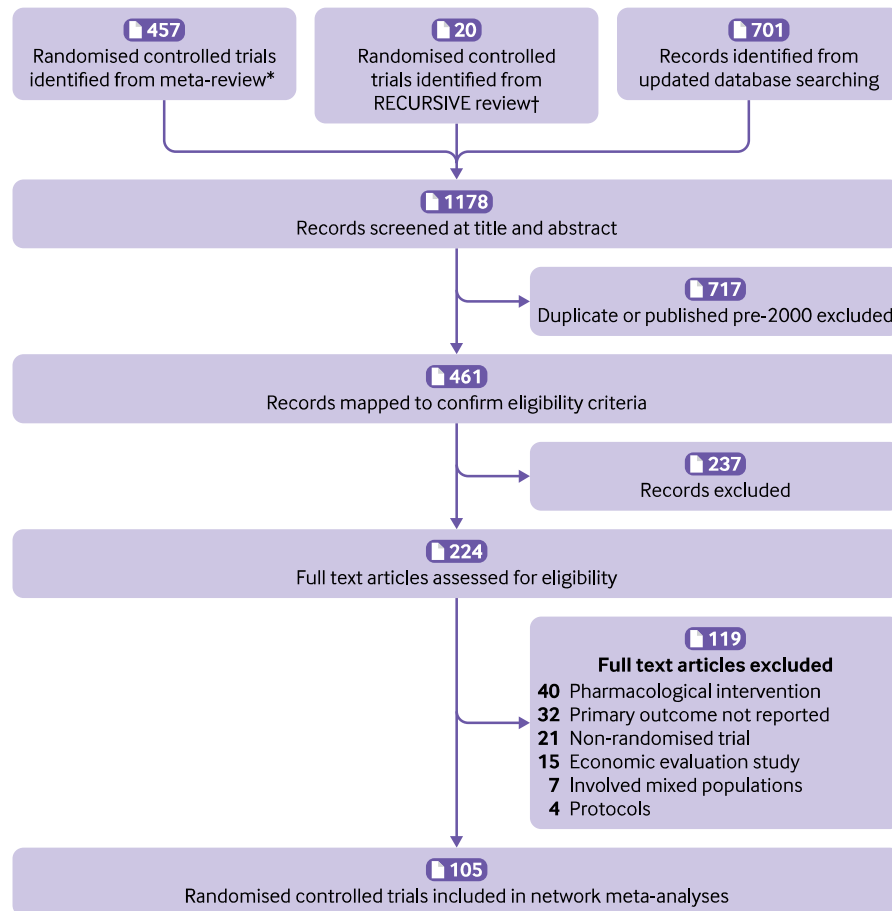 457
Randomised controlled trials
identified from meta-review*
20
Randomised controlled
trials identified from
RECURSIVE review†
701
Records identified from
updated database searching
1178
Records screened at title and abstract
717
Duplicate or published pre-2000 excluded
461
Records mapped to confirm eligibility criteria
237
Records excluded
224
Full text articles assessed for eligibility
119
Full text articles excluded
40 Pharmacological intervention
32 Primary outcome not reported
21 Non-randomised trial
15 Economic evaluation study
7 Involved mixed populations
4 Protocols
105
Randomised controlled trials included in network meta-analyses